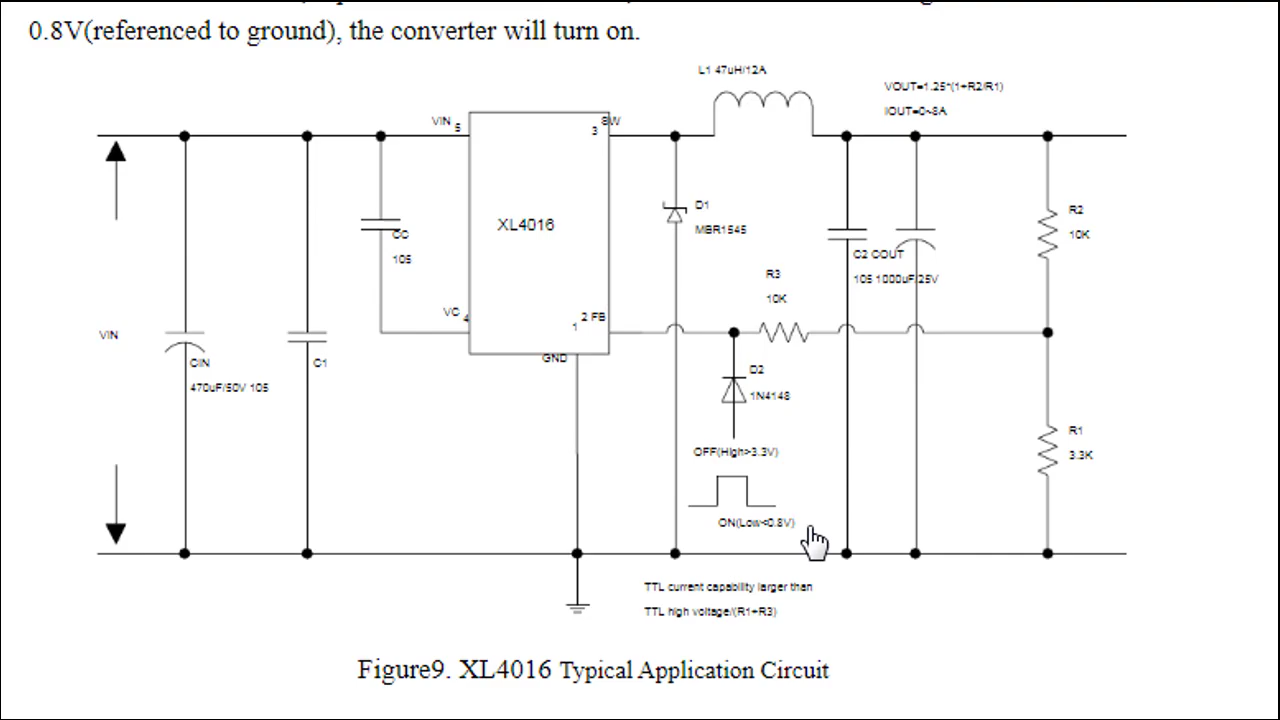 0.8V(referenced to ground), the converter will turn on.
L1 47uH/12A
VOUT=1.25*(1+R2/R1)
IOUT=0~8A
VIN 5
3 SW
XL4016
D1
MBR1545
R2
10K
CC
105
C2 COUT
105 1000uF/25V
R3
10K
VC 4
1 2 FB
VIN
GND
CIN
C1
470uF/50V 105
D2
1N4148
R1
3.3K
OFF(High>3.3V)
ON(Low<0.8V)
TTL current capability larger than
TTL high voltage/(R1+R3)
Figure9. XL4016 Typical Application Circuit